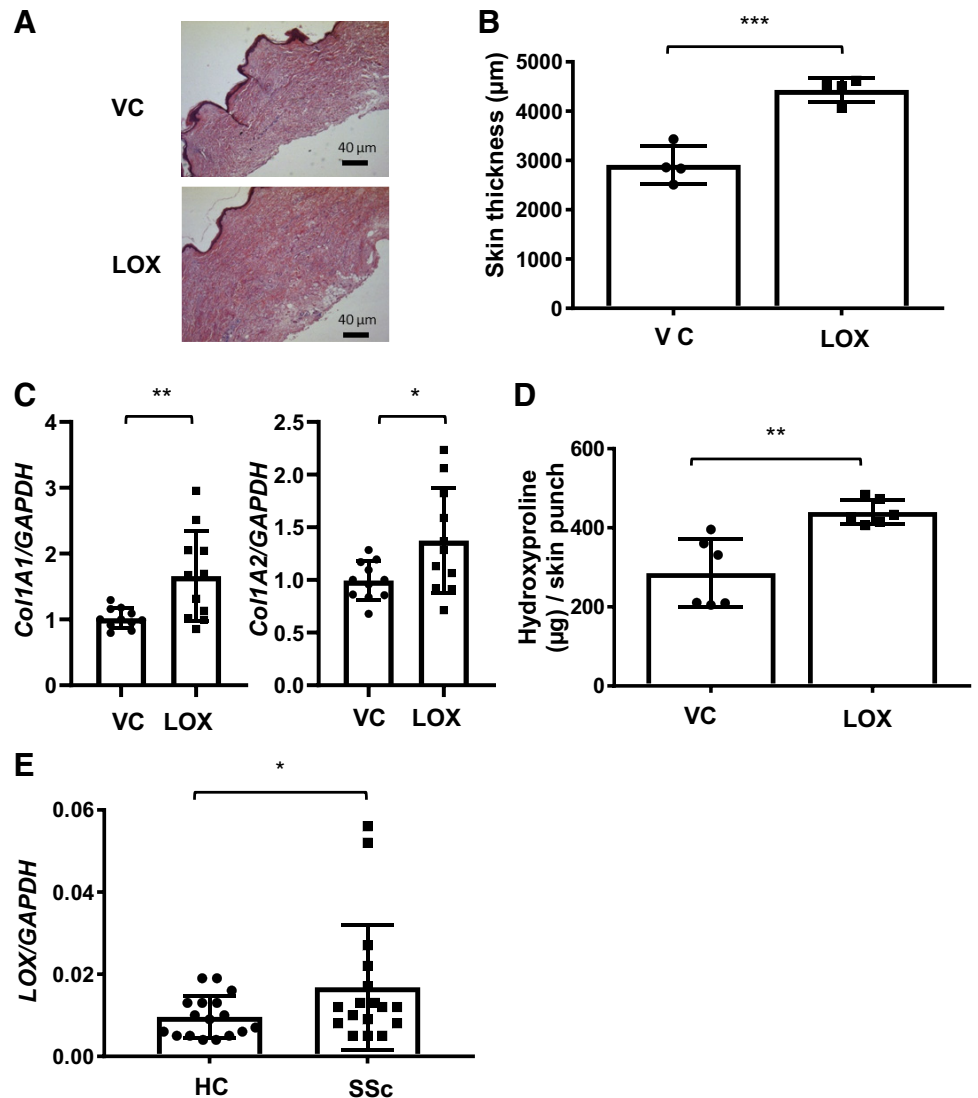 A
VC
40 µm
LOX
40 µm
B
***
Skin thickness (µm)
5000
4000
3000
2000
1000
0
V C
LOX
C
**
Col1A1/GAPDH
4
3
2
1
0
VC
LOX
*
Col1A2/GAPDH
2.5
2.0
1.5
1.0
0.5
0.0
VC
LOX
D
**
Hydroxyproline
(µg) / skin punch
600
400
200
0
VC
LOX
E
*
LOX/GAPDH
0.06
0.04
0.02
0.00
HC
SSc